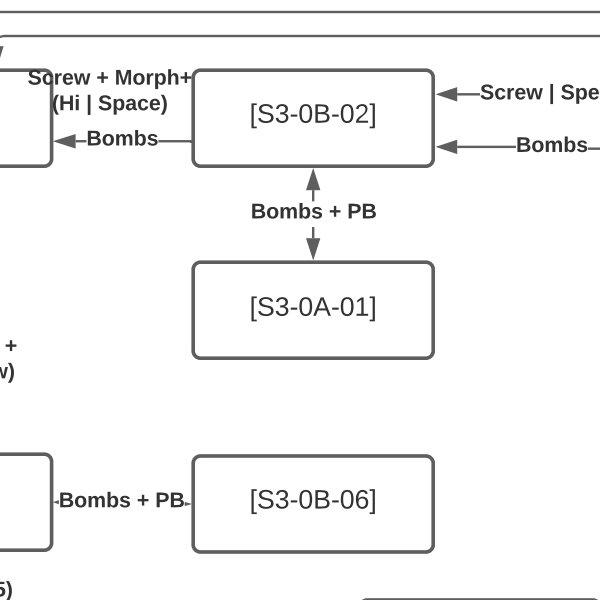 Screw + Morph+
(Hi | Space)
[S3-0B-02]
Screw | Spe
Bombs
Bombs
Bombs + PB
[S3-0A-01]
+
Bombs + PB
[S3-0B-06]